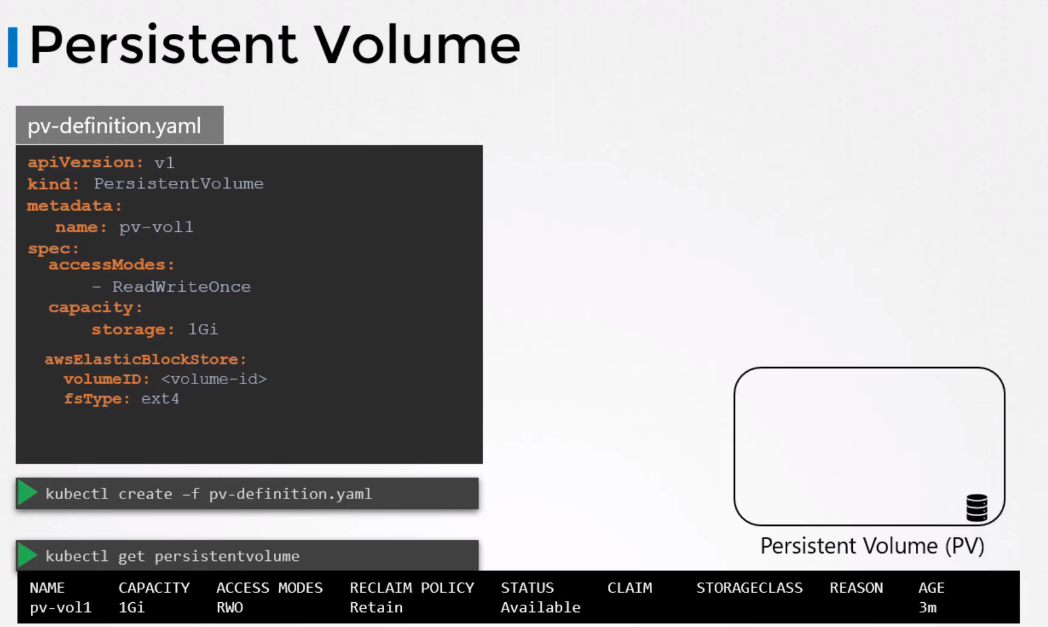 Persistent Volume
pv-definition.yaml
apiVersion: v1
kind: PersistentVolume
metadata:
name: pv-vol1
spec:
accessModes:
- ReadWriteOnce
capacity:
storage: 1Gi
awsElasticBlockStore:
volumeID: <volume-id>
fsType: ext4
kubectl create –f pv-definition.yaml
kubectl get persistentvolume
Persistent Volume (PV)
NAME CAPACITY ACCESS MODES RECLAIM POLICY STATUS CLAIM STORAGECLASS REASON AGE
pv-vol1 1Gi RWO Retain Available 3m